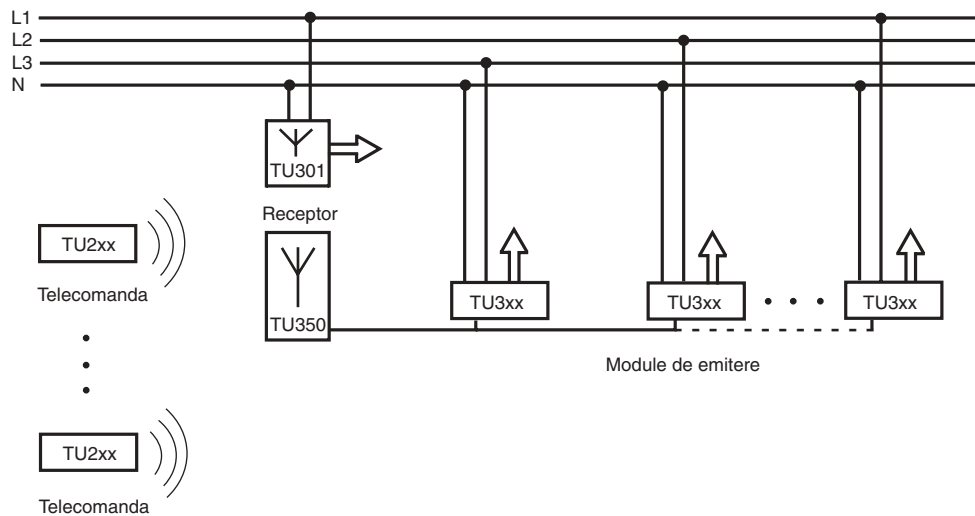 L1
L2
L3
N
TU301
Receptor
TU2xx
Telecomanda
TU350
TU3xx
TU3xx
TU3xx
Module de emitere
TU2xx
Telecomanda